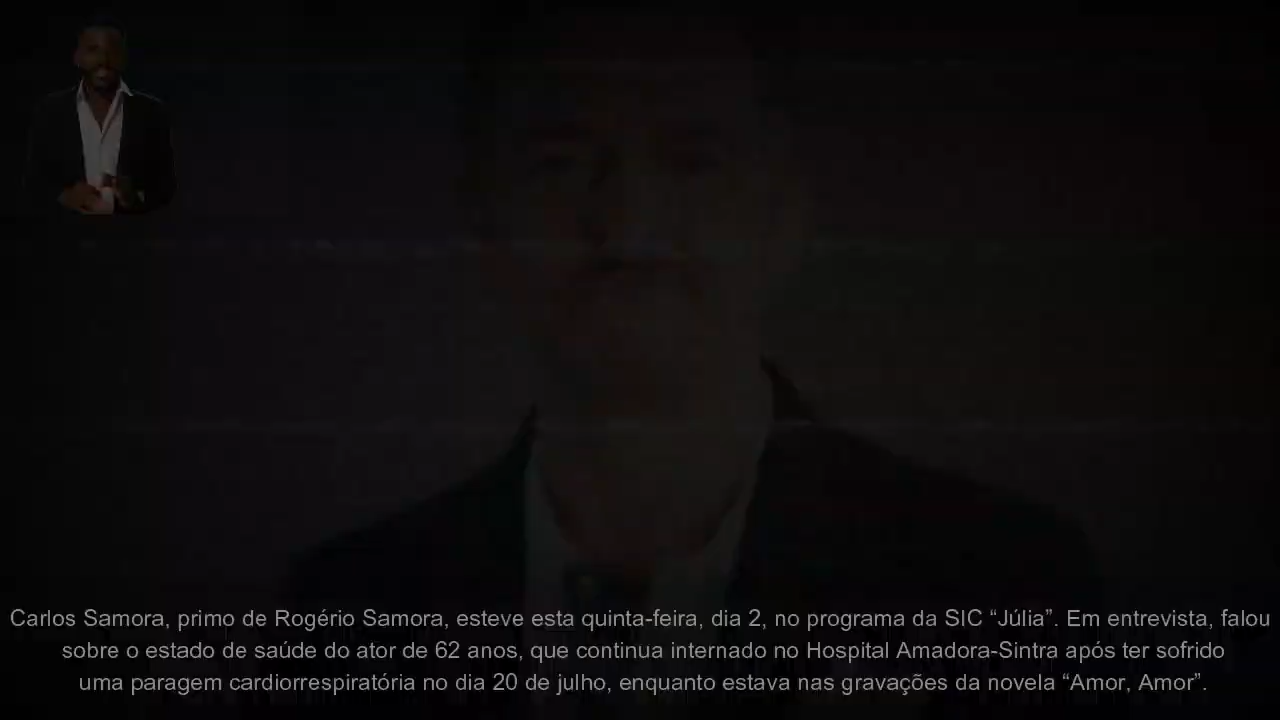 Carlos Samora, primo de Rogério Samora, esteve esta quinta-feira, dia 2, no programa da SIC “Júlia”. Em entrevista, falou
sobre o estado de saúde do ator de 62 anos, que continua internado no Hospital Amadora-Sintra após ter sofrido
uma paragem cardiorrespiratória no dia 20 de julho, enquanto estava nas gravações da novela “Amor, Amor”.